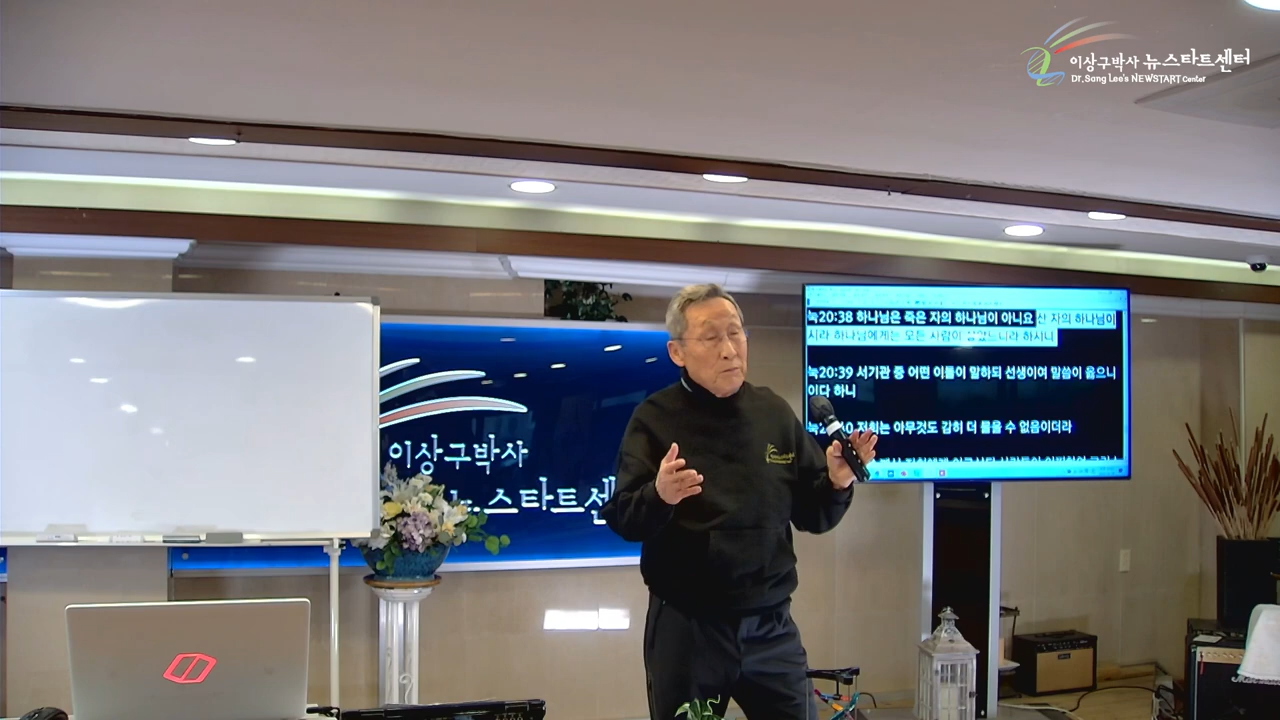 이상구박사 뉴스타트센터
Dr. Sang Lee's NEWSTART Center
눅20:38 하나님은 죽은 자의 하나님이 아니요 산 자의 하나님이
시라 하나님에게는 모든 사람이 살았느니라 하시니
눅20:39 서기관 중 어떤 이들이 말하되 선생이여 말씀이 옳으니
이다 하니
저희는 아무것도 감히 더 물을 수 없음이더라
이상구박사
뉴스타트센